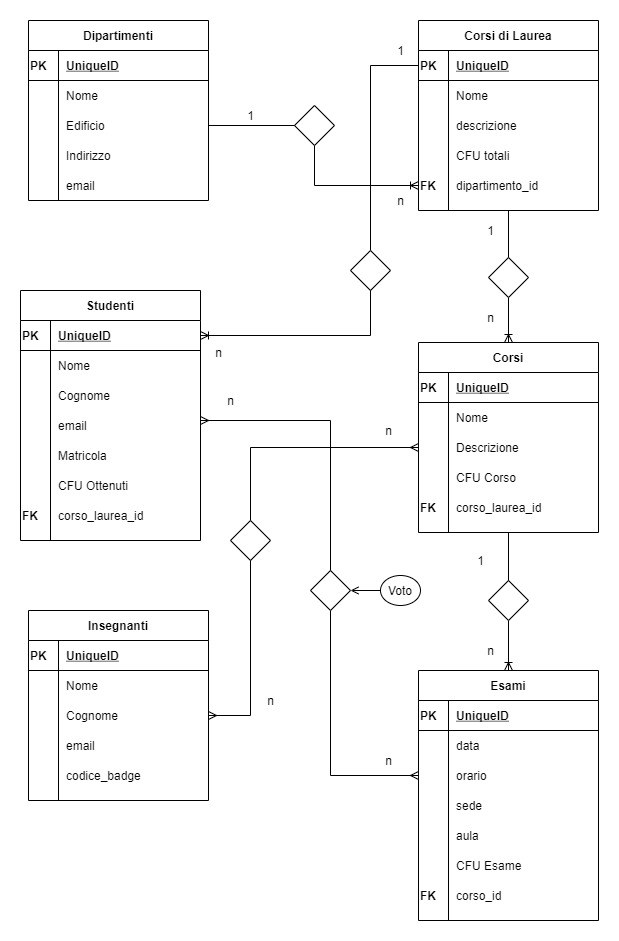 Dipartimenti
PK UniqueID
Nome
Edificio
Indirizzo
email
1
n
Corsi di Laurea
PK UniqueID
Nome
descrizione
CFU totali
FK dipartimento_id
1
n
Studenti
PK UniqueID
Nome
Cognome
email
Matricola
CFU Ottenuti
FK corso_laurea_id
1
n
Corsi
PK UniqueID
Nome
Descrizione
CFU Corso
FK corso_laurea_id
n
n
Voto
n
Insegnanti
PK UniqueID
Nome
Cognome
email
codice_badge
n
1
n
Esami
PK UniqueID
data
orario
sede
aula
CFU Esame
FK corso_id
n